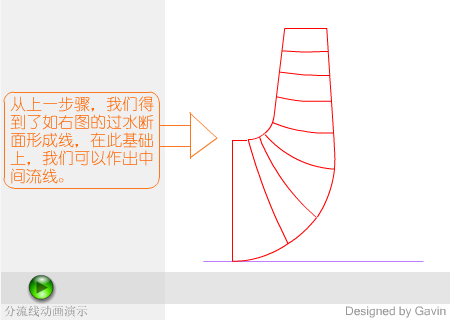 从上一步骤，我们得
到了如右图的过水断
面形成线，在此基础
上，我们可以作出中
间流线。
分流线动画演示
Designed by Gavin